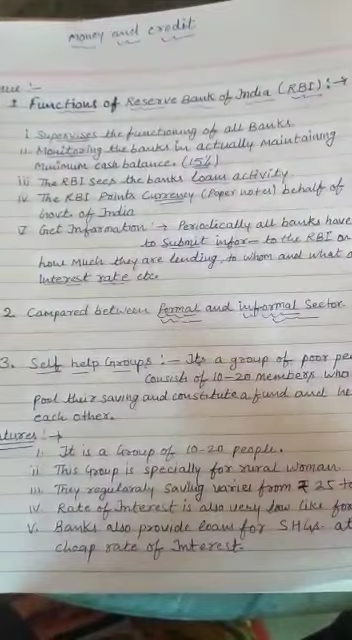 Money and credit
1 Functions of Reserve Bank of India (RBI) :→
i. Supervises the functioning of all Banks.
ii. Monitoring the banks in actually maintaining
Minimum cash balance. (15%)
iii The RBI sees the banks loan activity.
iv. The RBI Prints Currency (Paper notes) behalf of
Govt. of India
V Get Information → Periodically all banks have
to Submit infor— to the RBI on
how Much they are lending, to whom and what
Interest rate etc.
2. Compared between formal and informal Sector.
3. Self help Groups :- Its a group of poor
Consists of 10-20 members who
Pool their saving and constitute a fund and
each other.
i. It is a Group of 10-20 people.
ii This Group is specially for rural woman
iii They regularaly saving varies from ₹ 25 to
iv Rate of Interest is also very low like
V. Banks also provide loan for SHGs at
cheap rate of Interest.